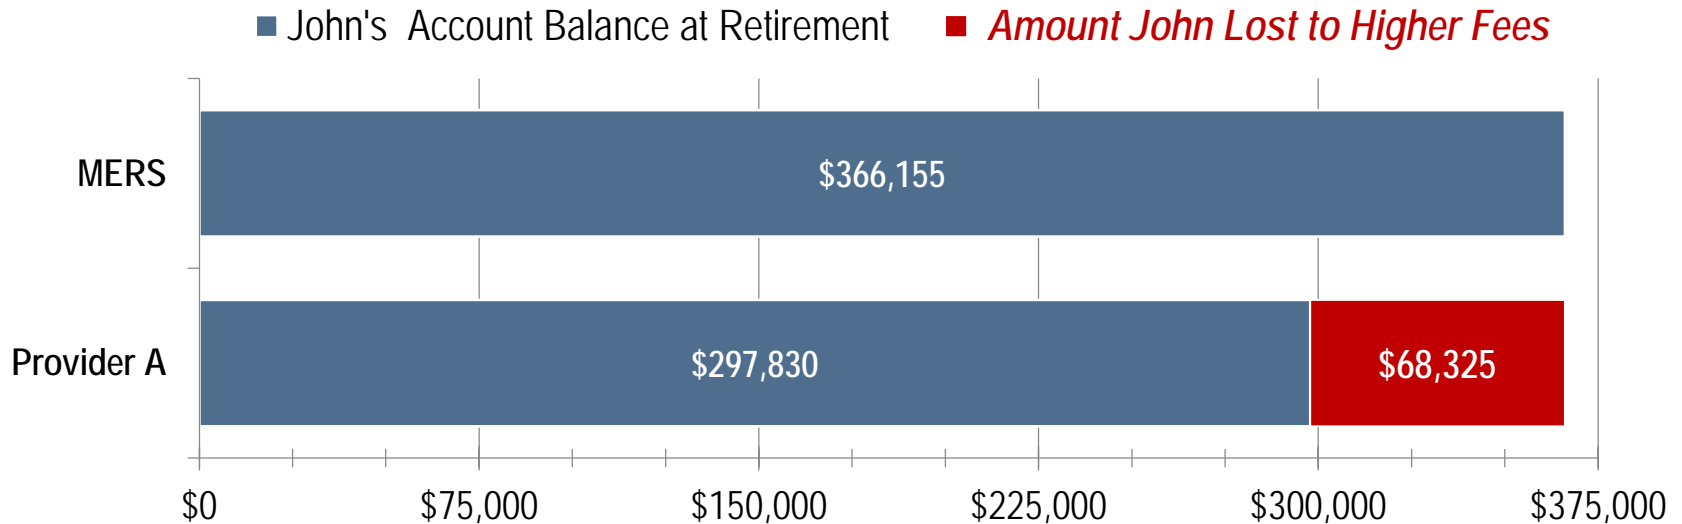 John's  Account Balance at Retirement
Amount John Lost to Higher Fees
MERS
$366,155
Provider A
$297,830
$68,325
$0
$75,000
$150,000
$225,000
$300,000
$375,000